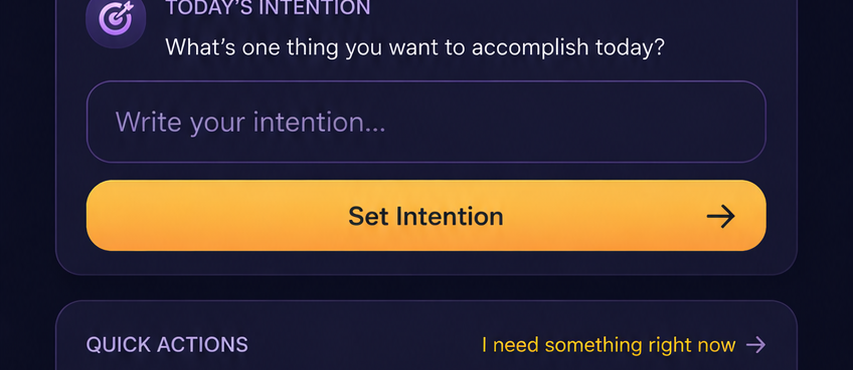 TODAY’S INTENTION
What’s one thing you want to accomplish today?
Write your intention...
Set Intention
QUICK ACTIONS
I need something right now